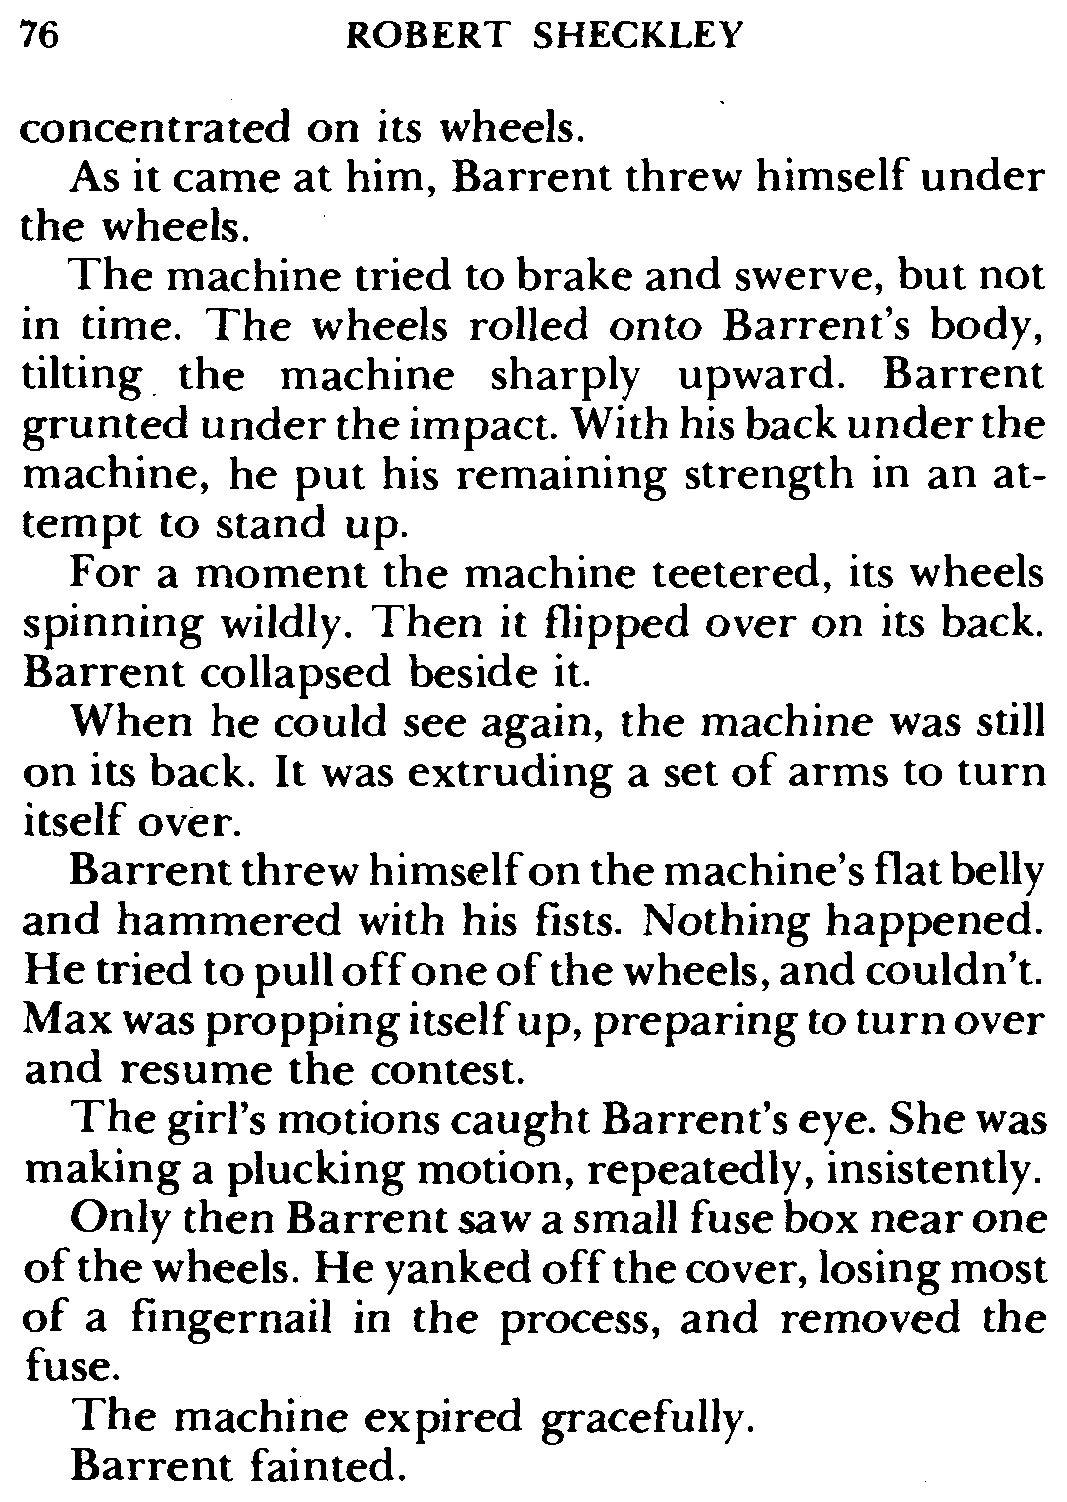 76 ROBERT SHECKLEY
concentrated on its wheels.
As it came at him, Barrent threw himself under
the wheels.
The machine tried to brake and swerve, but not
in time. The wheels rolled onto Barrent's body,
tilting the machine sharply upward. Barrent
grunted under the impact. With his back under the
machine, he put his remaining strength in an at-
tempt to stand up.
For a moment the machine teetered, its wheels
spinning wildly. Then it flipped over on its back.
Barrent collapsed beside it.
When he could see again, the machine was still
on its back. It was extruding a set of arms to turn
itself over.
Barrent threw himself on the machine's flat belly
and hammered with his fists. Nothing happened.
He tried to pull off one of the wheels, and couldn't.
Max was propping itself up, preparing to turn over
and resume the contest.
The girl's motions caught Barrent's eye. She was
making a plucking motion, repeatedly, insistently.
Only then Barrent saw a small fuse box near one
of the wheels. He yanked off the cover, losing most
of a fingernail in the process, and removed the
fuse.
The machine expired gracefully.
Barrent fainted.